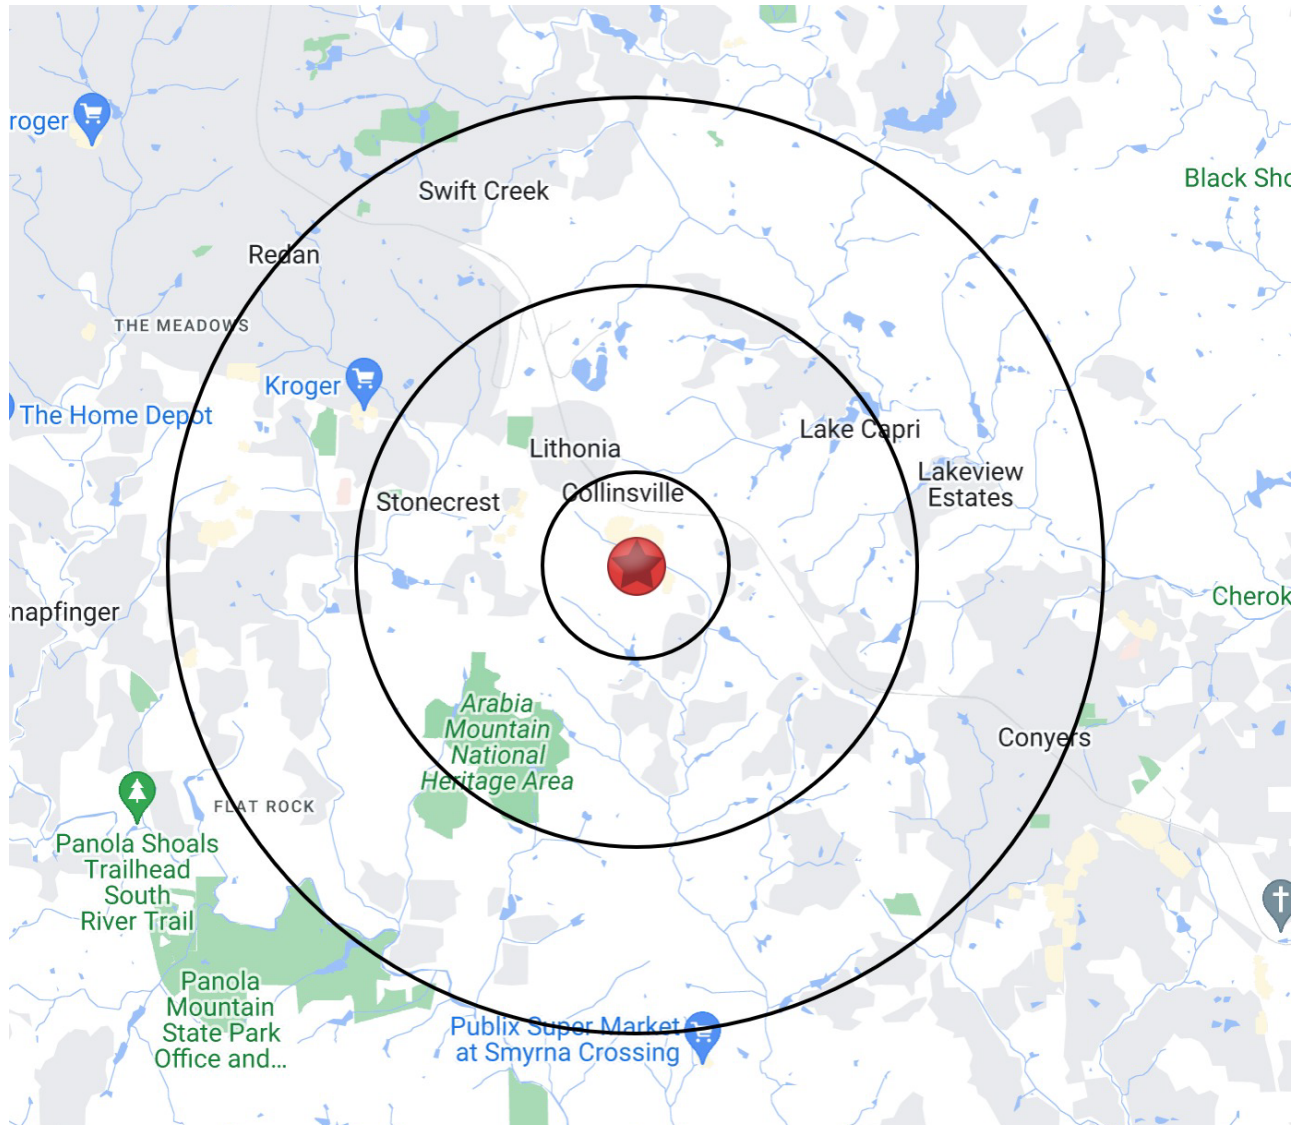 roger
Black Sho
Swift Creek
Redan
THE MEADOWS
Kroger
The Home Depot
Lake Capri
Lithonia
Lakeview
Estates
Collinsville
Stonecrest
Cherok
napfinger
Arabia
Mountain
National
Heritage Area
Conyers
FLAT ROCK
Panola Shoals
Trailhead
South
River Trail
Panola
Mountain
State Park
Office and...
Publix Super Market
at Smyrna Crossing